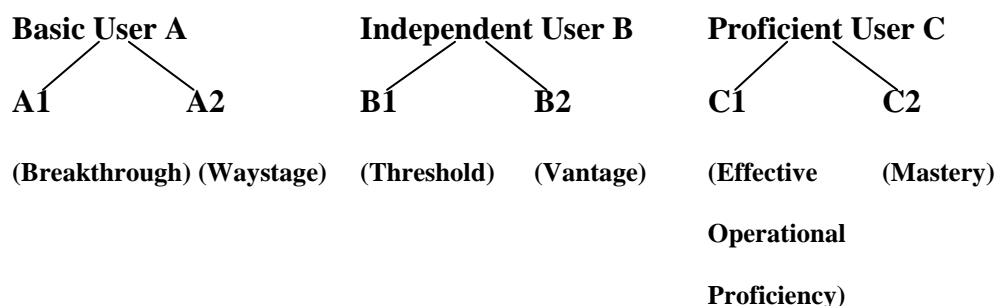 Basic User A Independent User B Proficient User C
A1 A2 B1 B2 C1 C2
(Breakthrough) (Waystage) (Threshold) (Vantage) (Effective (Mastery)
Operational
Proficiency)